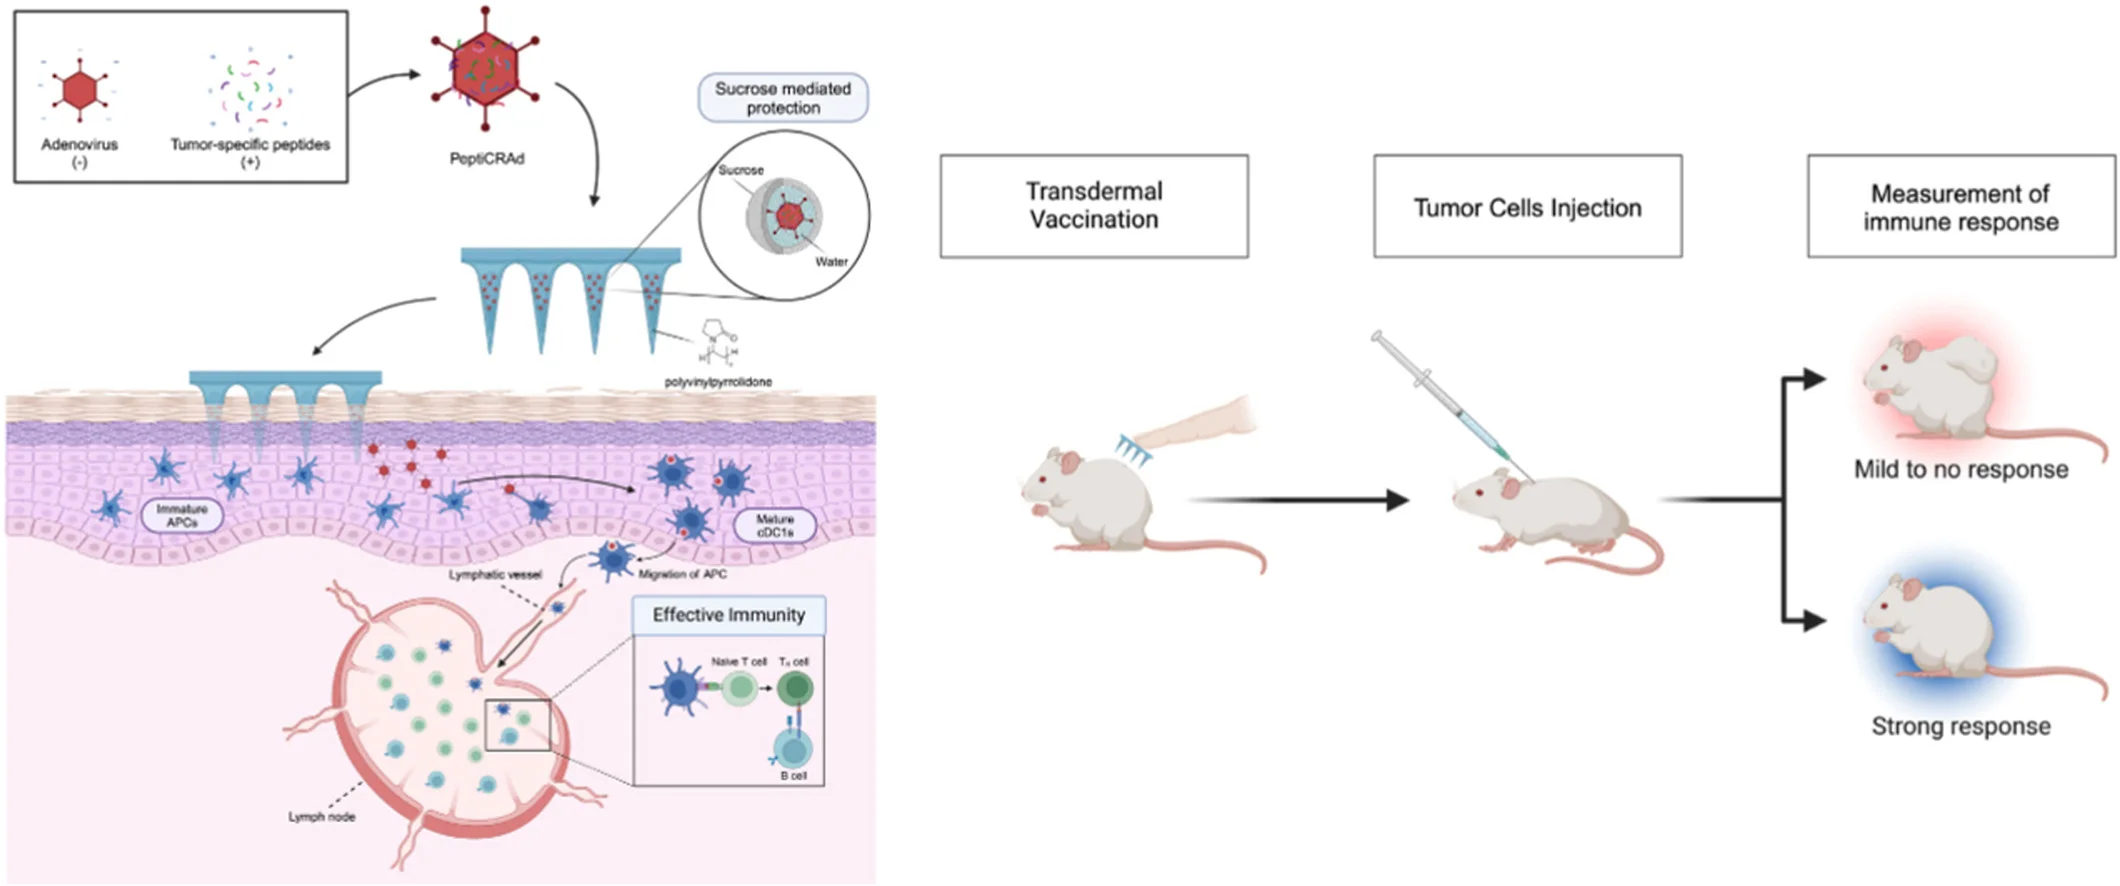 Adenovirus
(-)
Tumor-specific peptides
(+)
PeptiCRAd
Sucrose mediated
protection
Sucrose
Water
N
O
H
H
polyvinylpyrrolidone
Immature
APCs
Mature
cDC1s
Migration of APC
Lymphatic vessel
Lymph node
Effective Immunity
Naive T cell
cell
B cell
Transdermal
Vaccination
Tumor Cells Injection
Measurement of
immune response
Mild to no response
Strong response